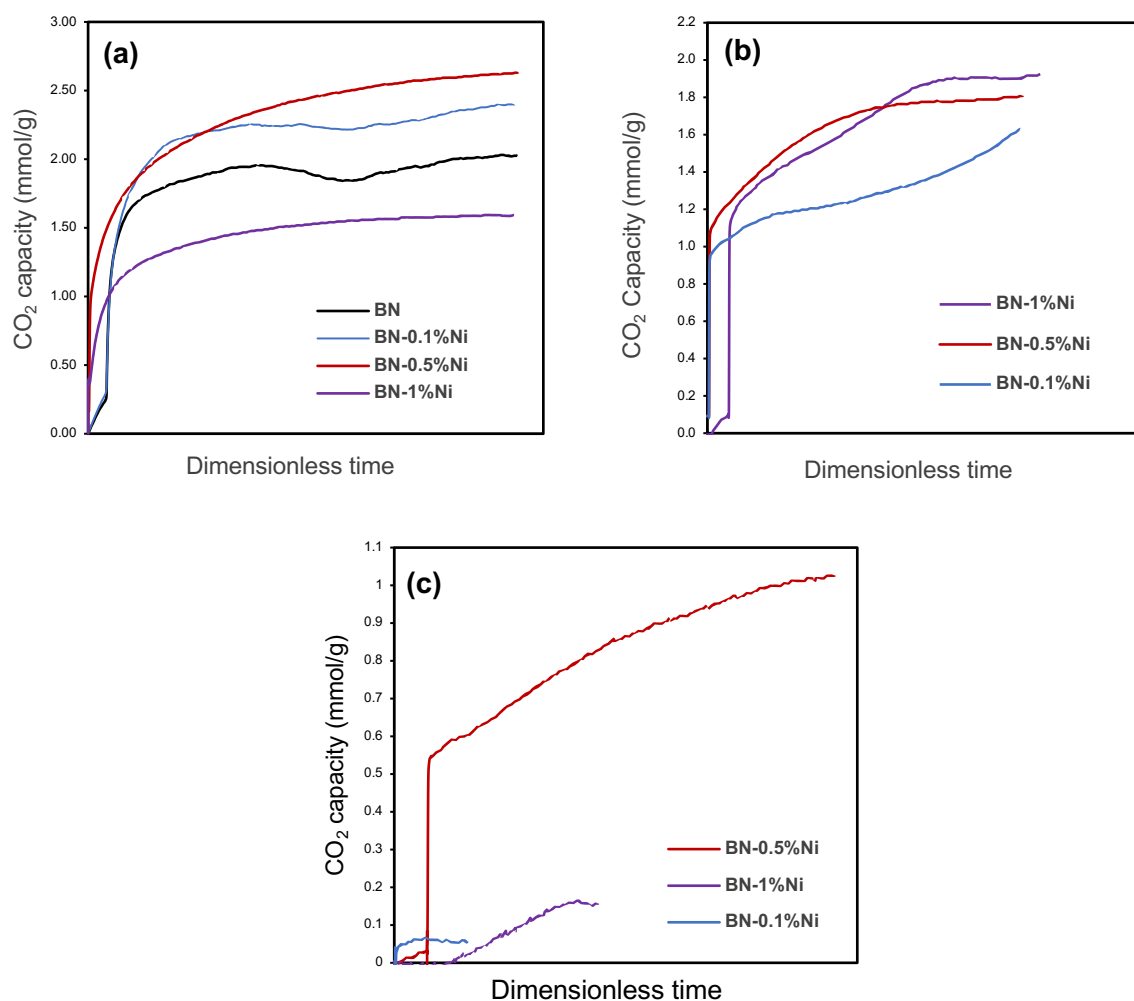 (a)
CO₂ capacity (mmol/g)
3.00
2.50
2.00
1.50
1.00
0.50
0.00
BN
BN-0.1%Ni
BN-0.5%Ni
BN-1%Ni
Dimensionless time
(b)
CO₂ Capacity (mmol/g)
2.2
2.0
1.8
1.6
1.4
1.2
1.0
0.8
0.6
0.4
0.2
0.0
BN-1%Ni
BN-0.5%Ni
BN-0.1%Ni
Dimensionless time
(c)
CO₂ capacity (mmol/g)
1.1
1
0.9
0.8
0.7
0.6
0.5
0.4
0.3
0.2
0.1
0
BN-0.5%Ni
BN-1%Ni
BN-0.1%Ni
Dimensionless time